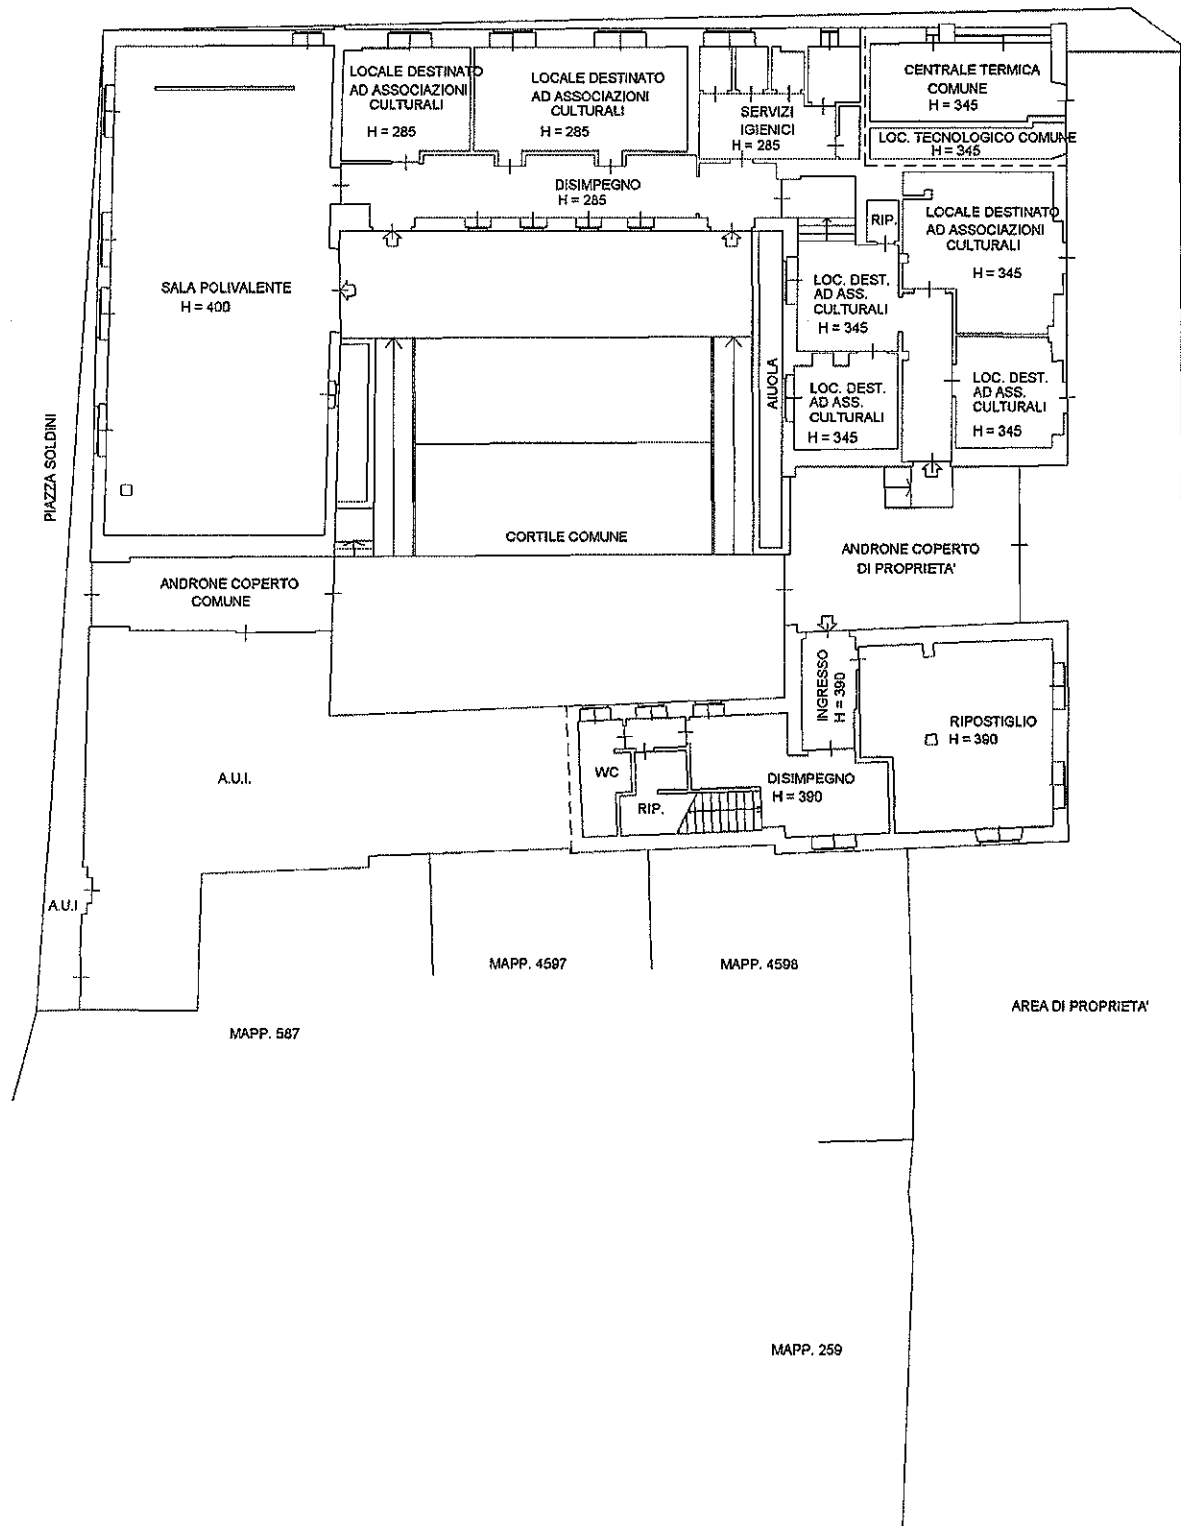 LOCALE DESTINATO
AD ASSOCIAZIONI
CULTURALI
H = 285
LOCALE DESTINATO
AD ASSOCIAZIONI
CULTURALI
H = 285
SERVIZI
IGIENICI
H = 285
CENTRALE TERMICA
COMUNE
H = 345
LOC. TECNOLOGICO COMUNE
H = 345
DISIMPEGNO
H = 285
RIP.
LOCALE DESTINATO
AD ASSOCIAZIONI
CULTURALI
H = 345
SALA POLIVALENTE
H = 400
LOC. DEST.
AD ASS.
CULTURALI
H = 345
AIUOLA
LOC. DEST.
AD ASS.
CULTURALI
H = 345
LOC. DEST.
AD ASS.
CULTURALI
H = 345
PIAZZA SOLDINI
CORTILE COMUNE
ANDRONE COPERTO
DI PROPRIETA'
ANDRONE COPERTO
COMUNE
INGRESSO
H = 390
RIPOSTIGLIO
H = 390
A.U.I.
WC
DISIMPEGNO
H = 390
RIP.
A.U.I
MAPP. 4597
MAPP. 4598
AREA DI PROPRIETA'
MAPP. 587
MAPP. 259